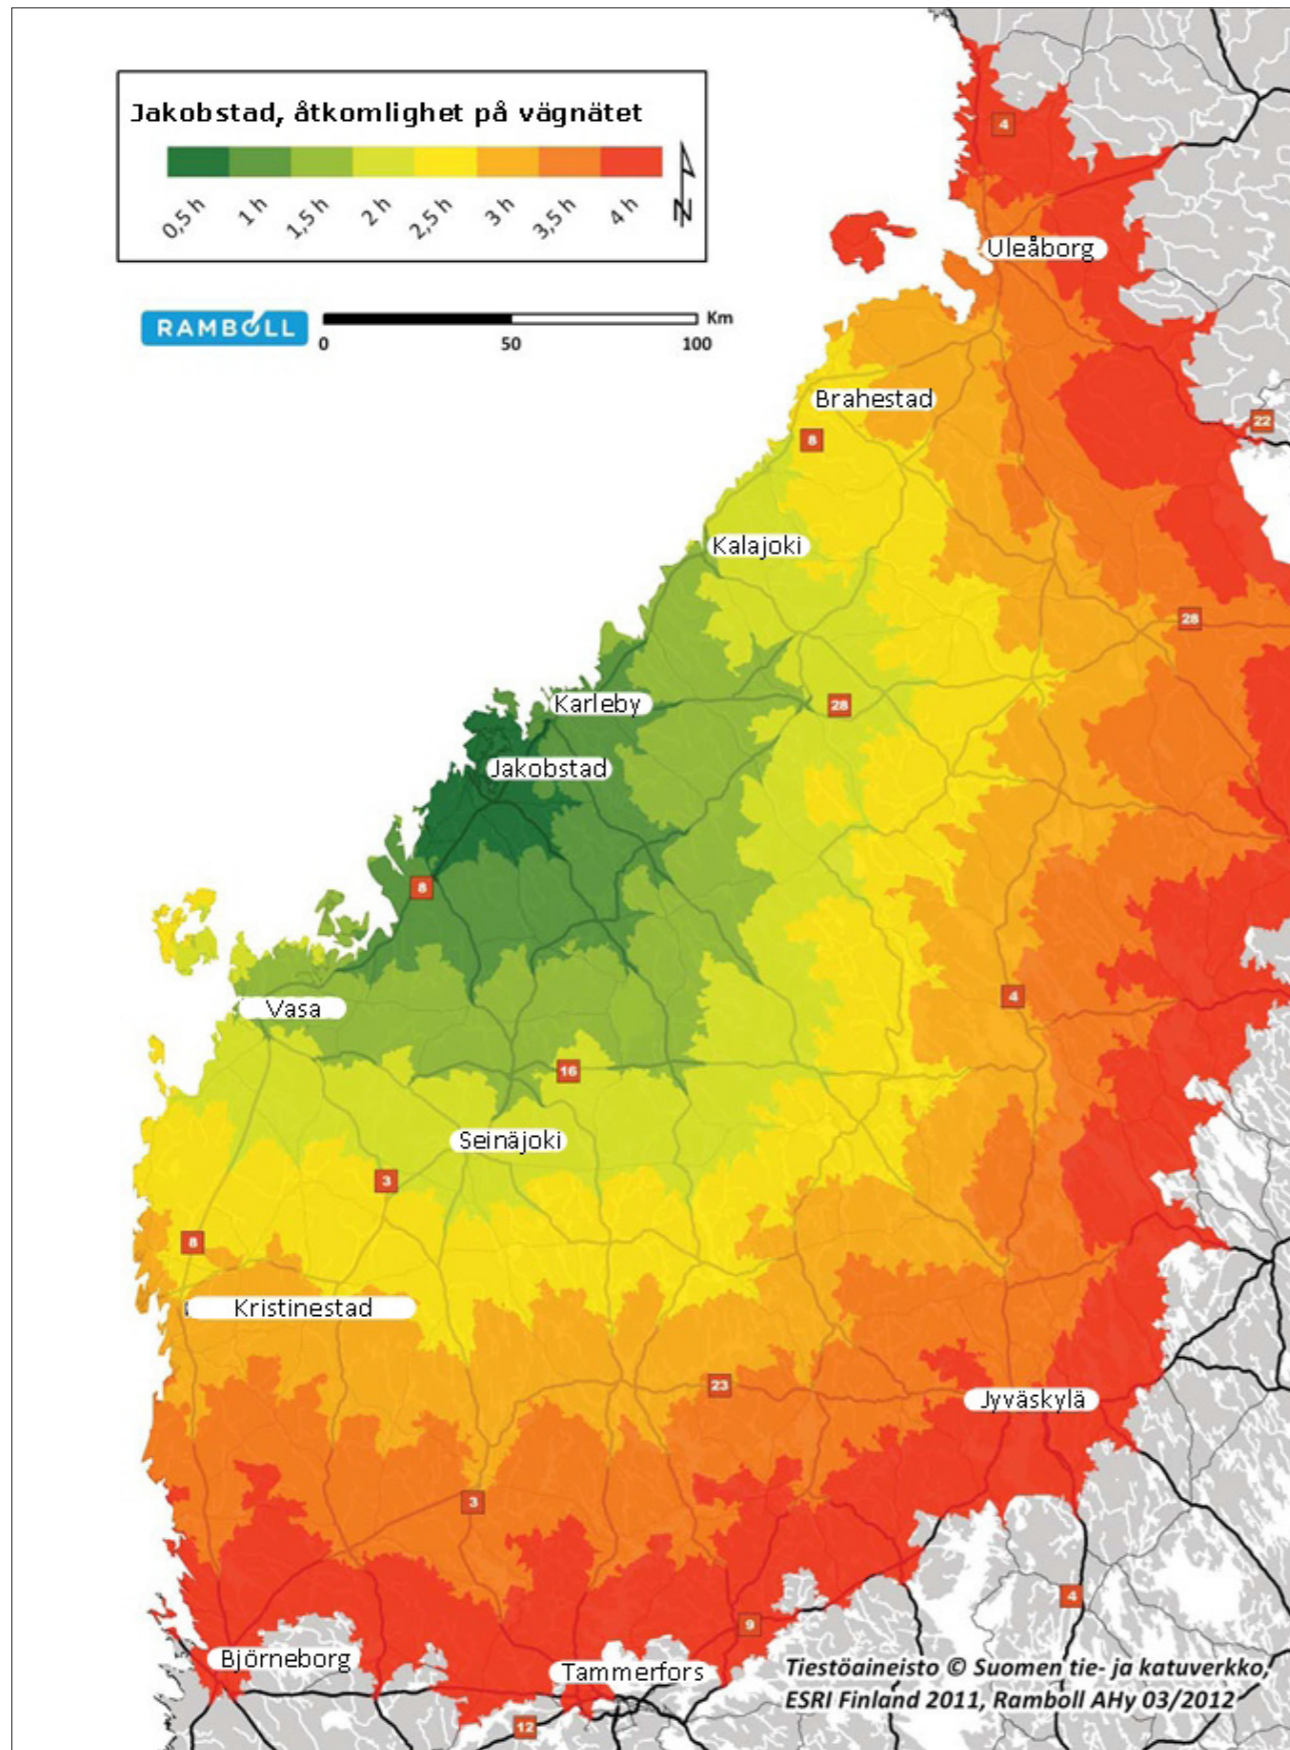 Jakobstad, åtkomlighet på vägnätet
0,5 h
1 h
1,5 h
2 h
2,5 h
3 h
3,5 h
4 h
N
RAMBOLL
Km
0
50
100
4
Uleåborg
Brahestad
8
22
Kalajoki
28
Karleby
28
Jakobstad
8
4
Vasa
16
Seinäjoki
3
8
Kristinestad
23
Jyväskylä
3
4
9
Björneborg
Tammerfors
12
Tiestöaineisto © Suomen tie- ja katuverkko,
ESRI Finland 2011, Ramboll AHy 03/2012